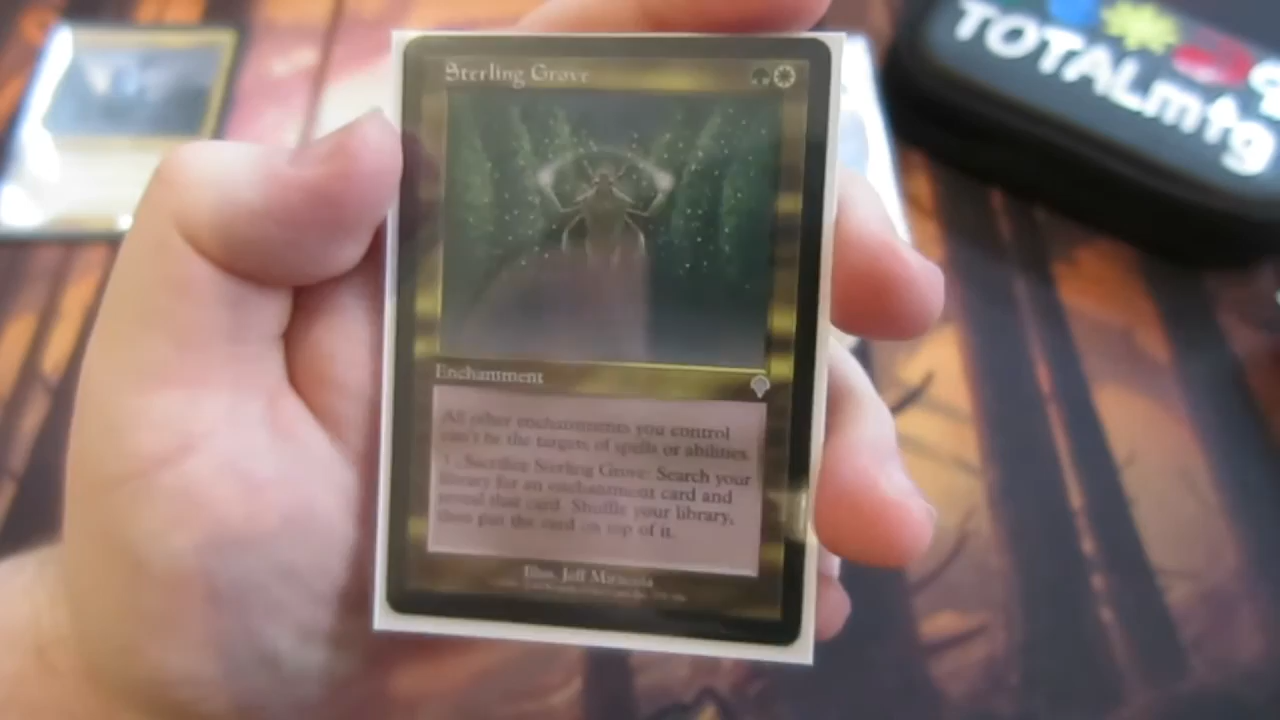 Sterling Grove
TOTALmtg
Enchantment
All other enchantments you control
can't be the targets of spells or abilities.
Sacrifice Sterling Grove: Search your
library for an enchantment card and
reveal that card. Shuffle your library,
then put the card on top of it.
Illus. Jeff Miracola